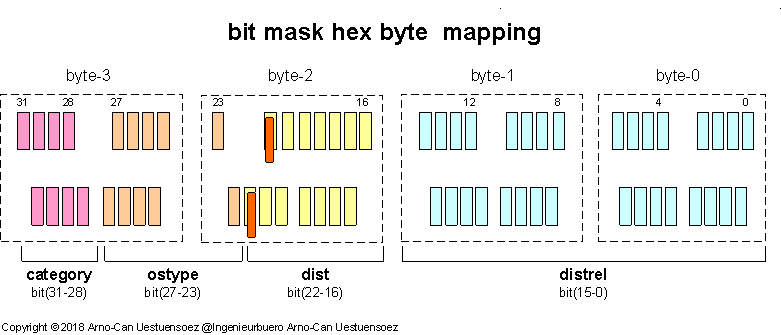 bit mask hex byte mapping
byte-3 byte-2 byte-1 byte-0
31 28 27 23 16 12 8 4 0
category ostype dist distrel
bit(31-28) bit(27-23) bit(22-16) bit(15-0)
Copyright © 2018 Arno-Can Uestuensoez @Ingenieurbuero Arno-Can Uestuensoez